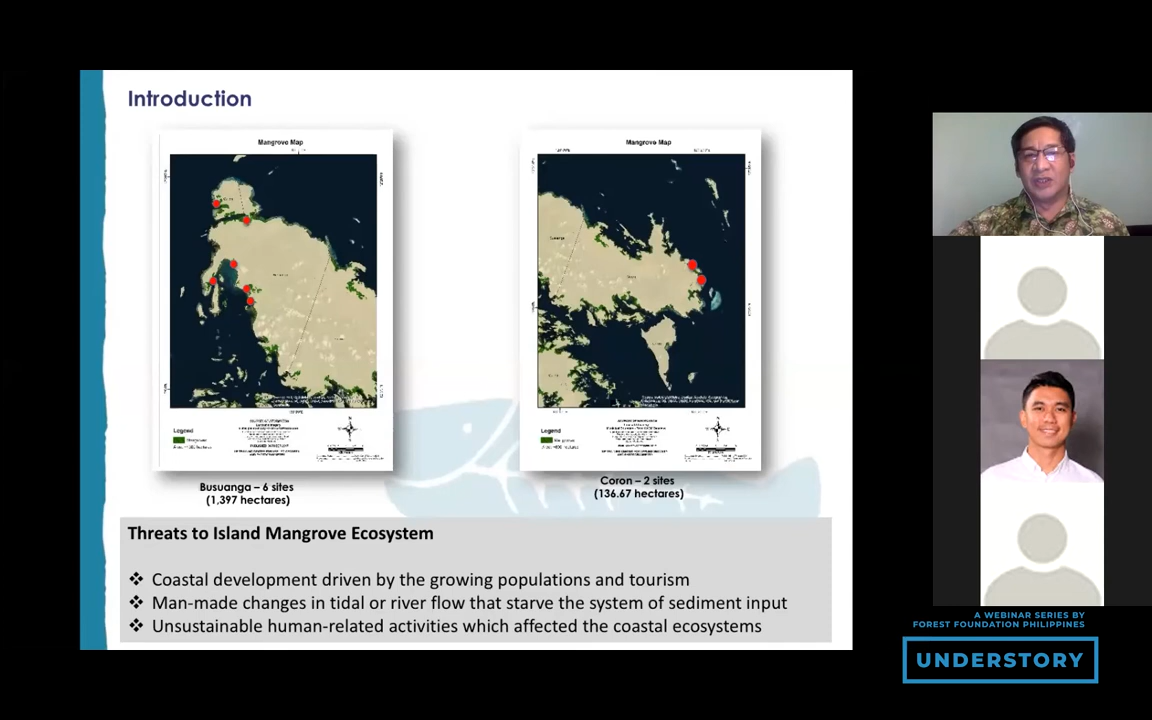 Introduction
Mangrove Map
Mangrove Map
Legend
Legend
Busuanga – 6 sites
(1,397 hectares)
Coron – 2 sites
(136.67 hectares)
Threats to Island Mangrove Ecosystem
❖ Coastal development driven by the growing populations and tourism
❖ Man-made changes in tidal or river flow that starve the system of sediment input
❖ Unsustainable human-related activities which affected the coastal ecosystems
A WEBINAR SERIES BY
FOREST FOUNDATION PHILIPPINES
UNDERSTORY